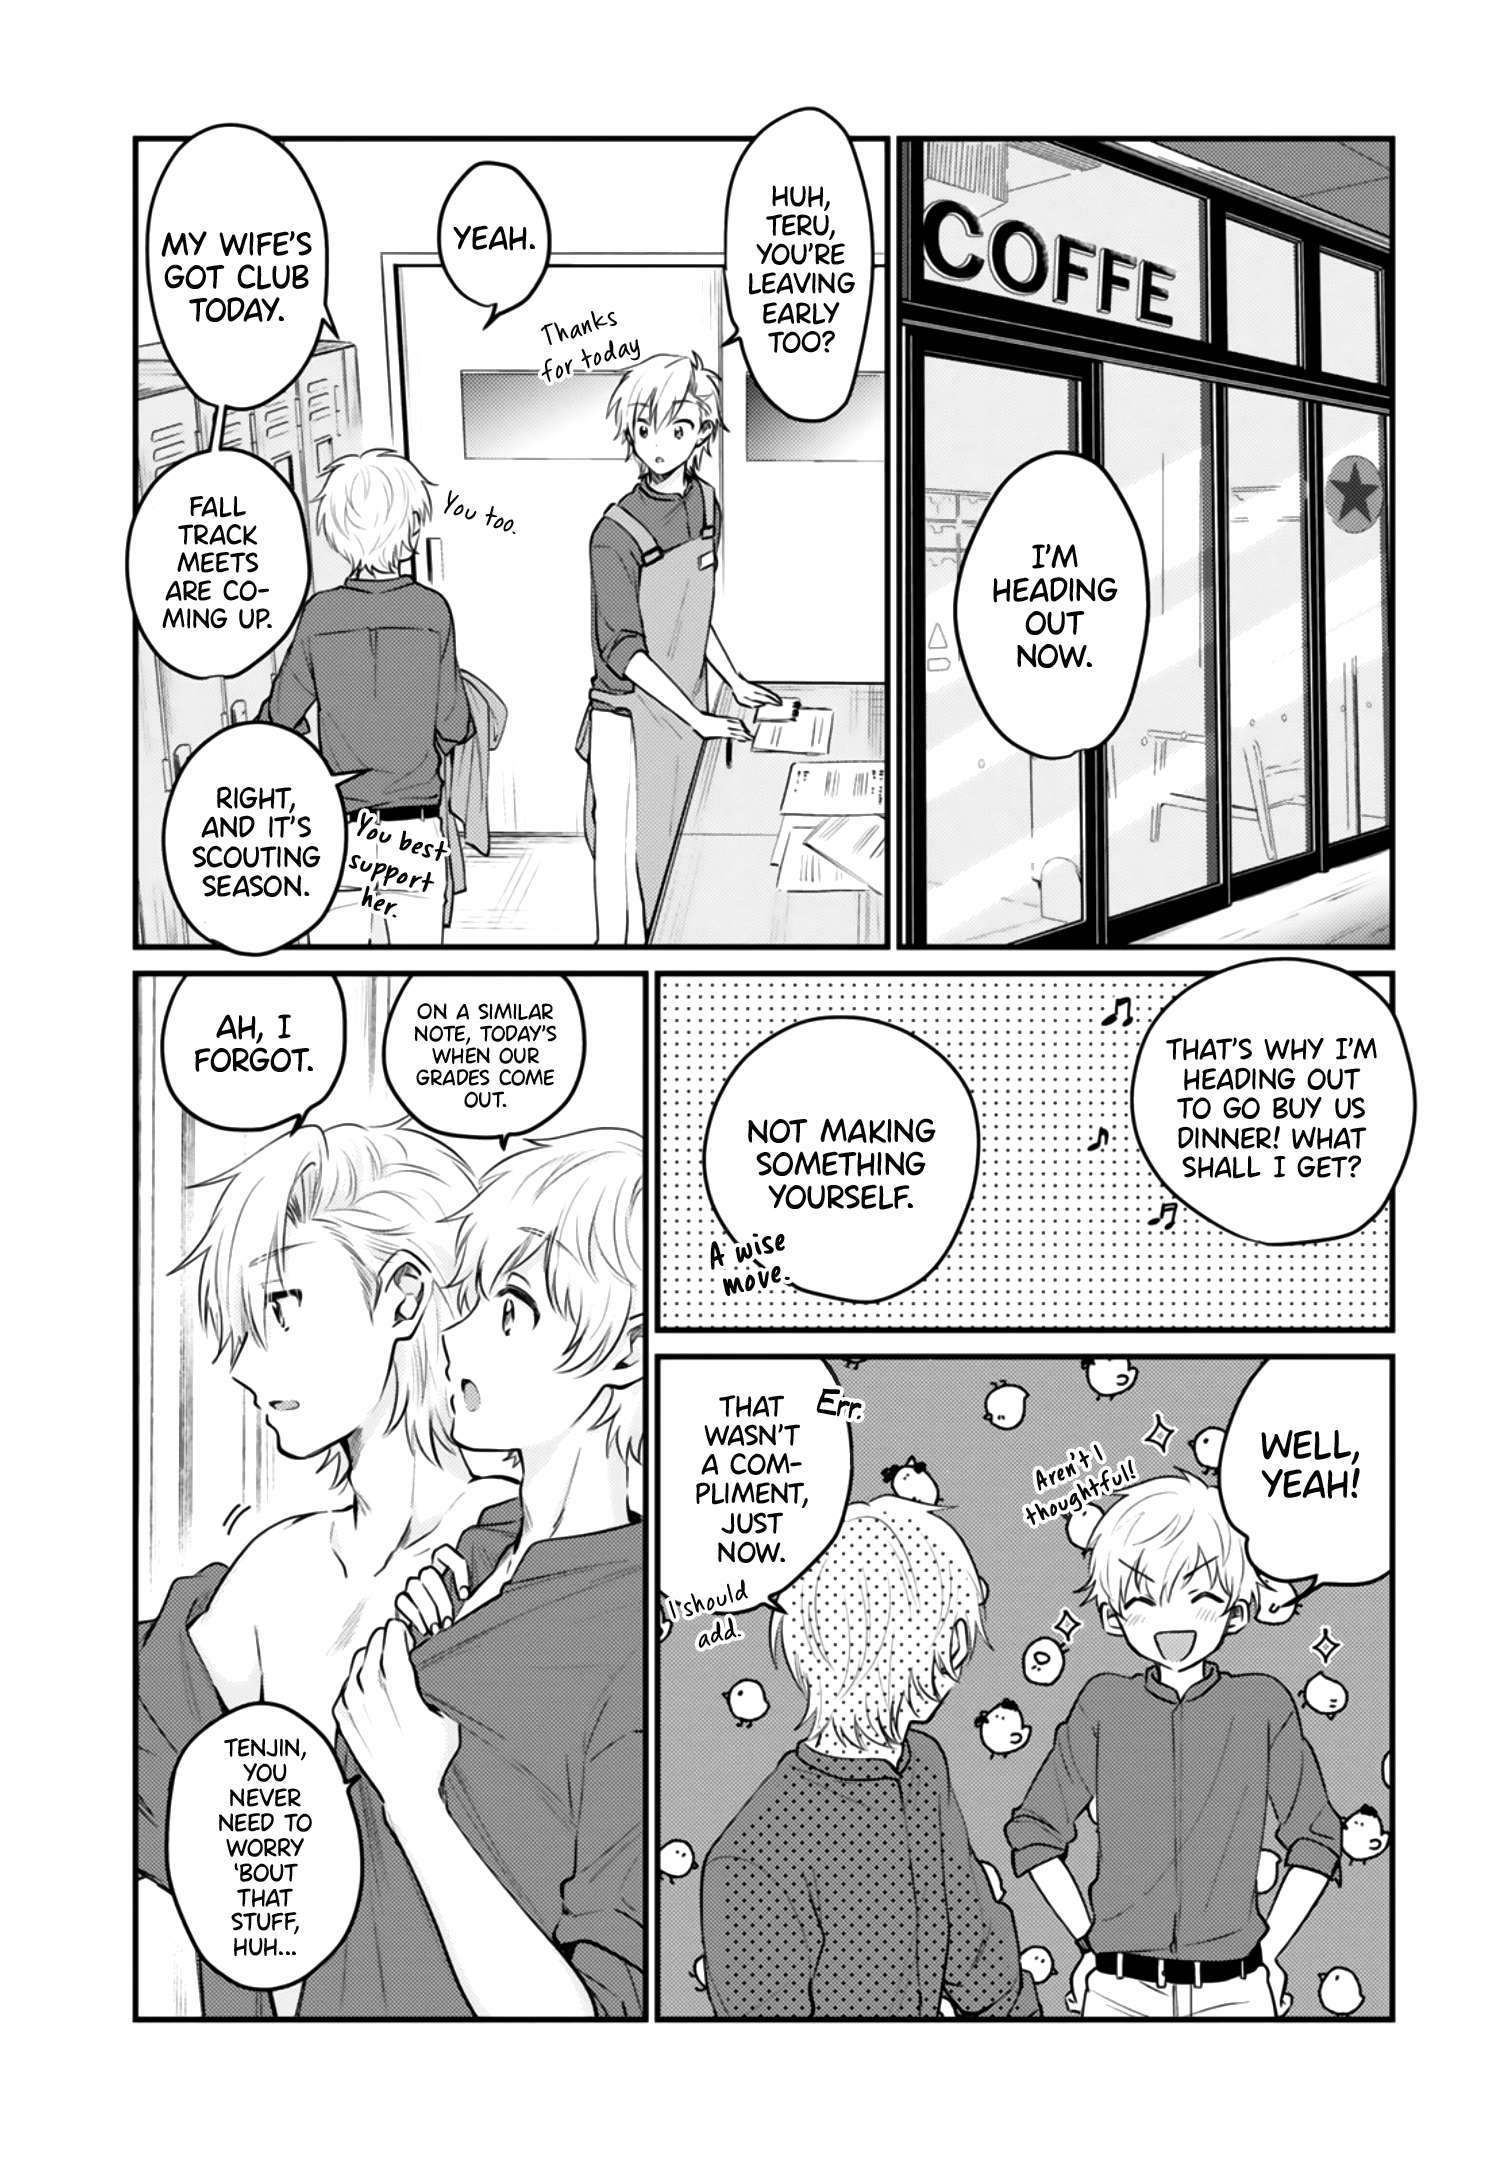 COFFE
I'M
HEADING
OUT
NOW.
HUH,
TERU,
YOU'RE
LEAVING
EARLY
TOO?
YEAH.
Thanks
for today
You too.
MY WIFE'S
GOT CLUB
TODAY.
FALL
TRACK
MEETS
ARE CO-
MING UP.
RIGHT,
AND IT'S
SCOUTING
SEASON.
You best
support
her.
THAT'S WHY I'M
HEADING OUT
TO GO BUY US
DINNER! WHAT
SHALL I GET?
NOT MAKING
SOMETHING
YOURSELF.
A wise
move.
WELL,
YEAH!
Aren't I
thoughtful!
Err.
THAT
WASN'T
A COM-
PLIMENT,
JUST
NOW.
I should
add.
ON A SIMILAR
NOTE, TODAY'S
WHEN OUR
GRADES COME
OUT.
AH, I
FORGOT.
TENJIN,
YOU
NEVER
NEED TO
WORRY
'BOUT
THAT
STUFF,
HUH...